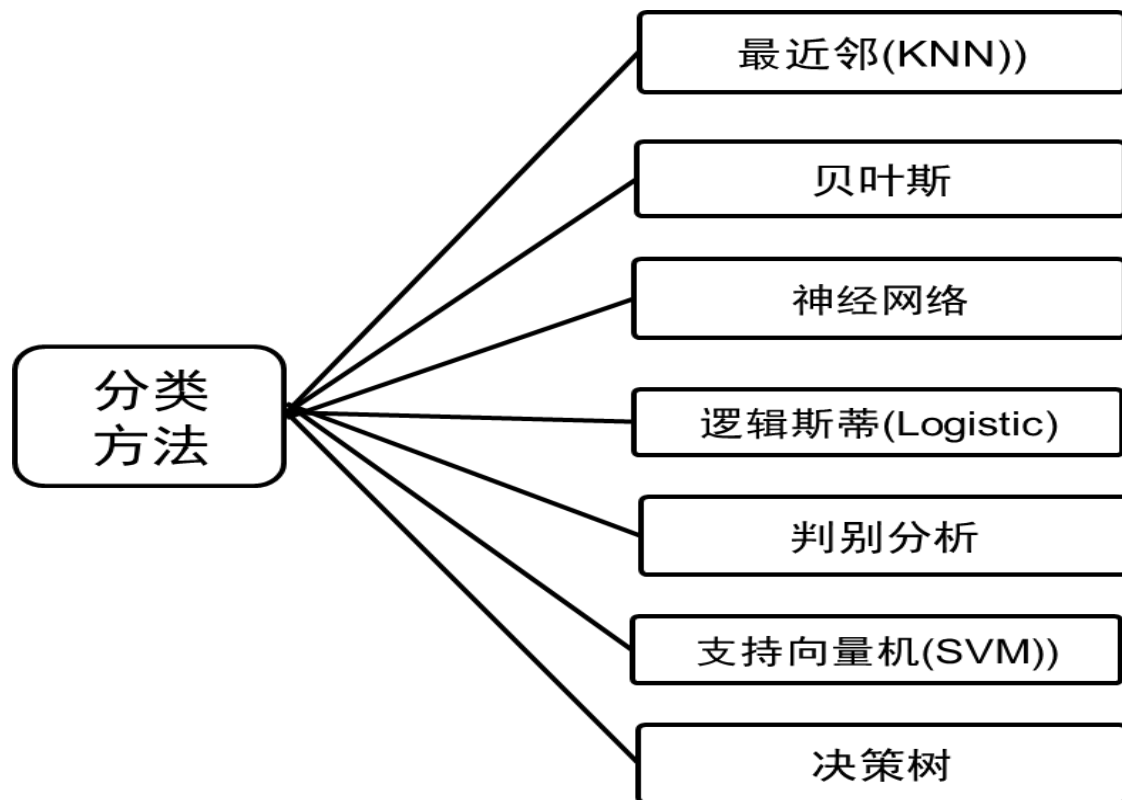 最近邻(KNN))
贝叶斯
神经网络
分类
方法
逻辑斯蒂(Logistic)
判别分析
支持向量机(SVM))
决策树